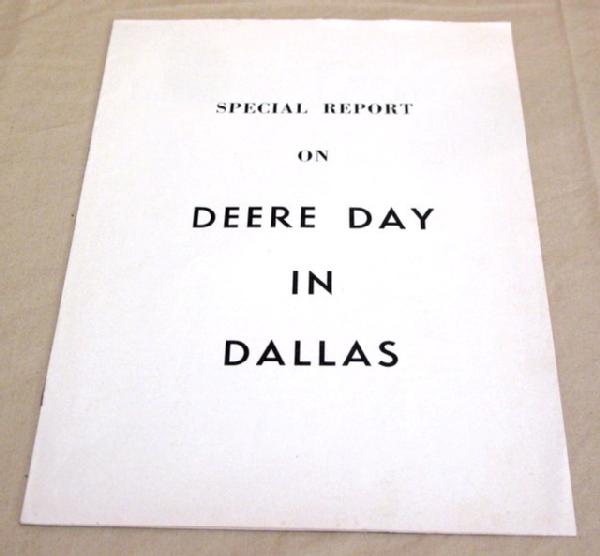 SPECIAL REPORT
ON
DEERE DAY
IN
DALLAS